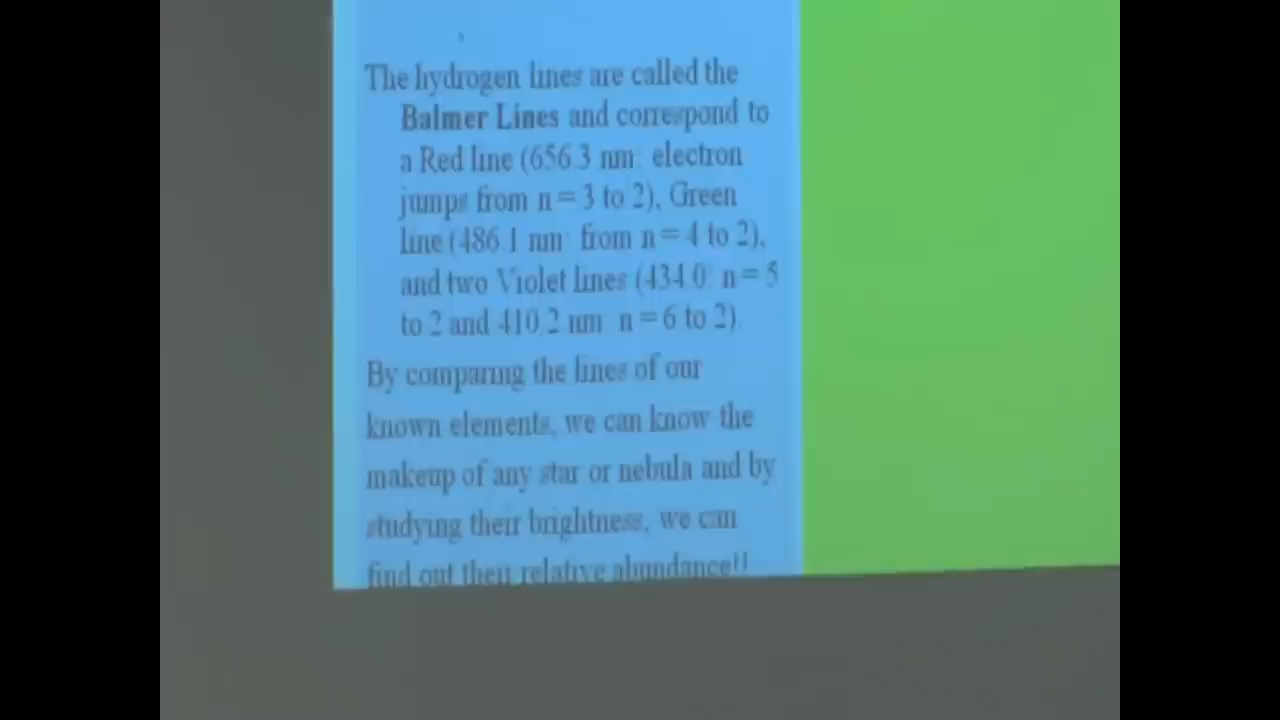 The hydrogen lines are called the
Balmer Lines and correspond to
a Red line (656.3 nm: electron
jumps from n = 3 to 2), Green
line (486.1 nm: from n = 4 to 2),
and two Violet lines (434.0: n = 5
to 2 and 410.2 nm: n = 6 to 2).
By comparing the lines of our
known elements, we can know the
makeup of any star or nebula and by
studying their brightness, we can
find out their relative abundance!!